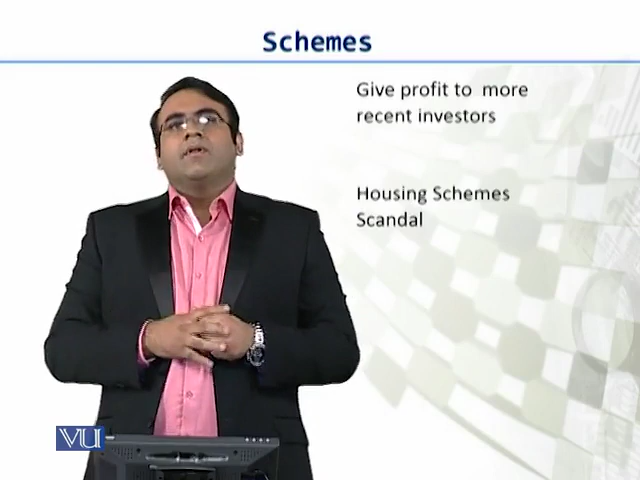 Schemes
Give profit to more
recent investors
Housing Schemes
Scandal
VU